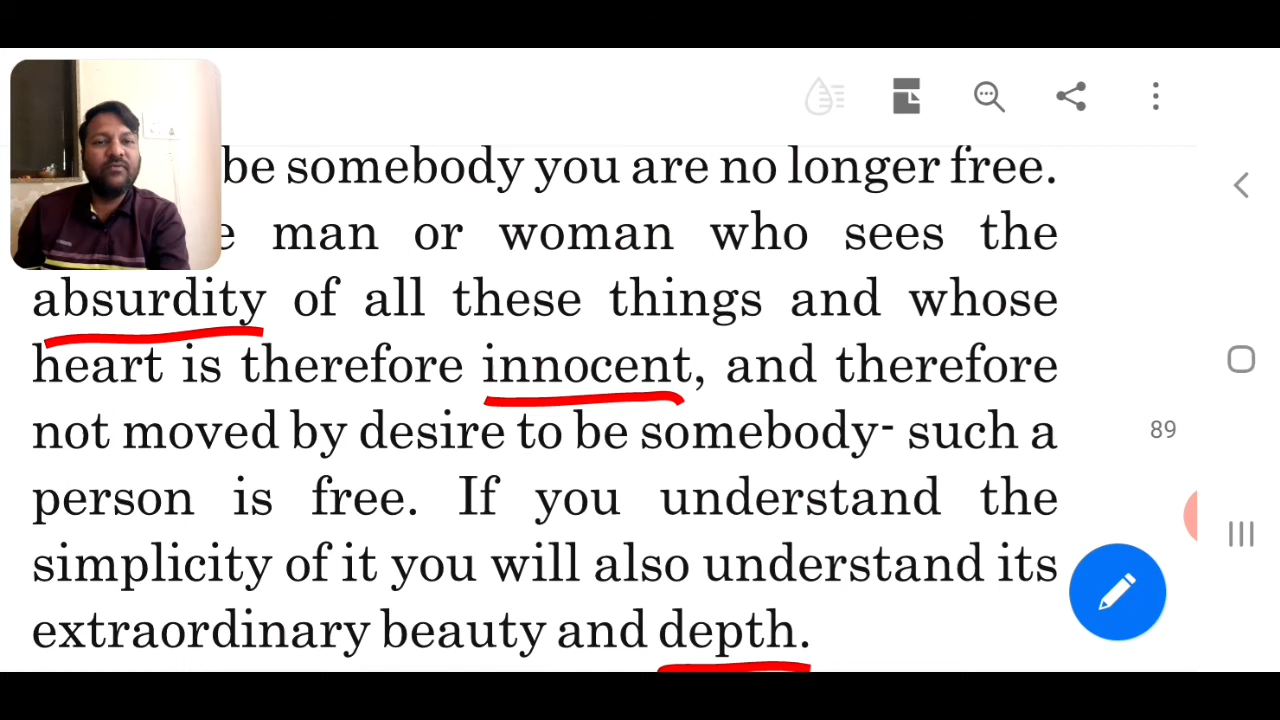 be somebody you are no longer free.
e man or woman who sees the
absurdity of all these things and whose
heart is therefore innocent, and therefore
not moved by desire to be somebody- such a
person is free. If you understand the
simplicity of it you will also understand its
extraordinary beauty and depth.
89